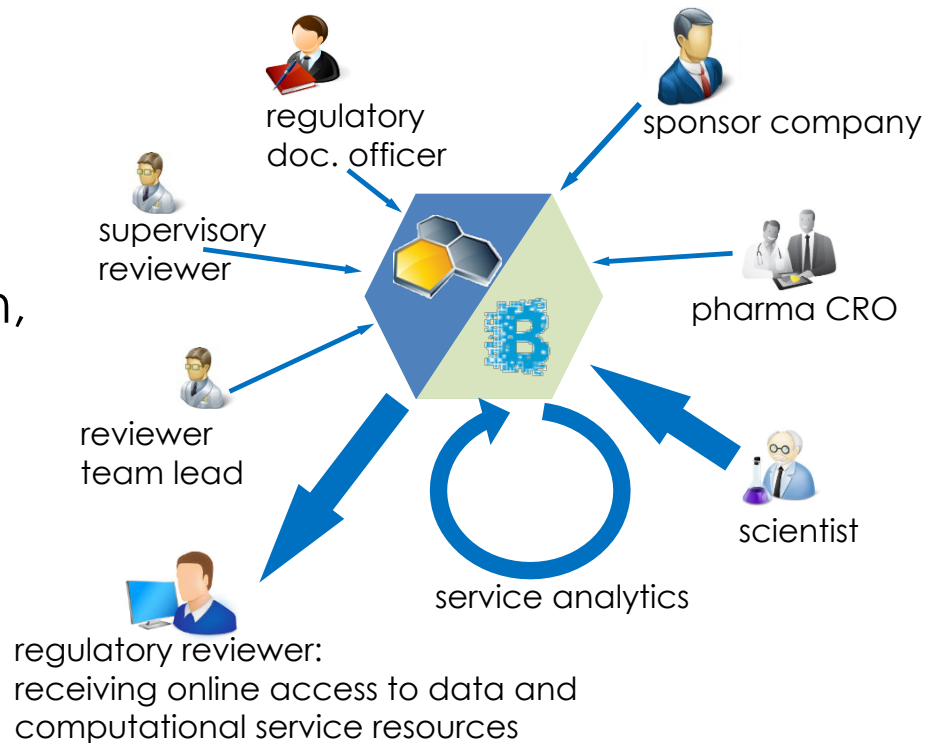 regulatory
doc. officer
sponsor company
supervisory
reviewer
n,
pharma CRO
B
reviewer
team lead
scientist
service analytics
regulatory reviewer:
receiving online access to data and
computational service resources